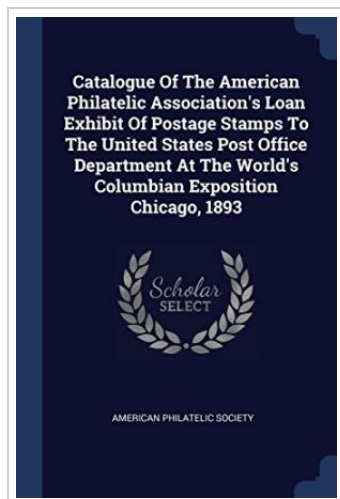 Catalogue Of The American
Philatelic Association's Loan
Exhibit Of Postage Stamps To
The United States Post Office
Department At The World's
Columbian Exposition
Chicago, 1893
Scholar
SELECT
AMERICAN PHILATELIC SOCIETY